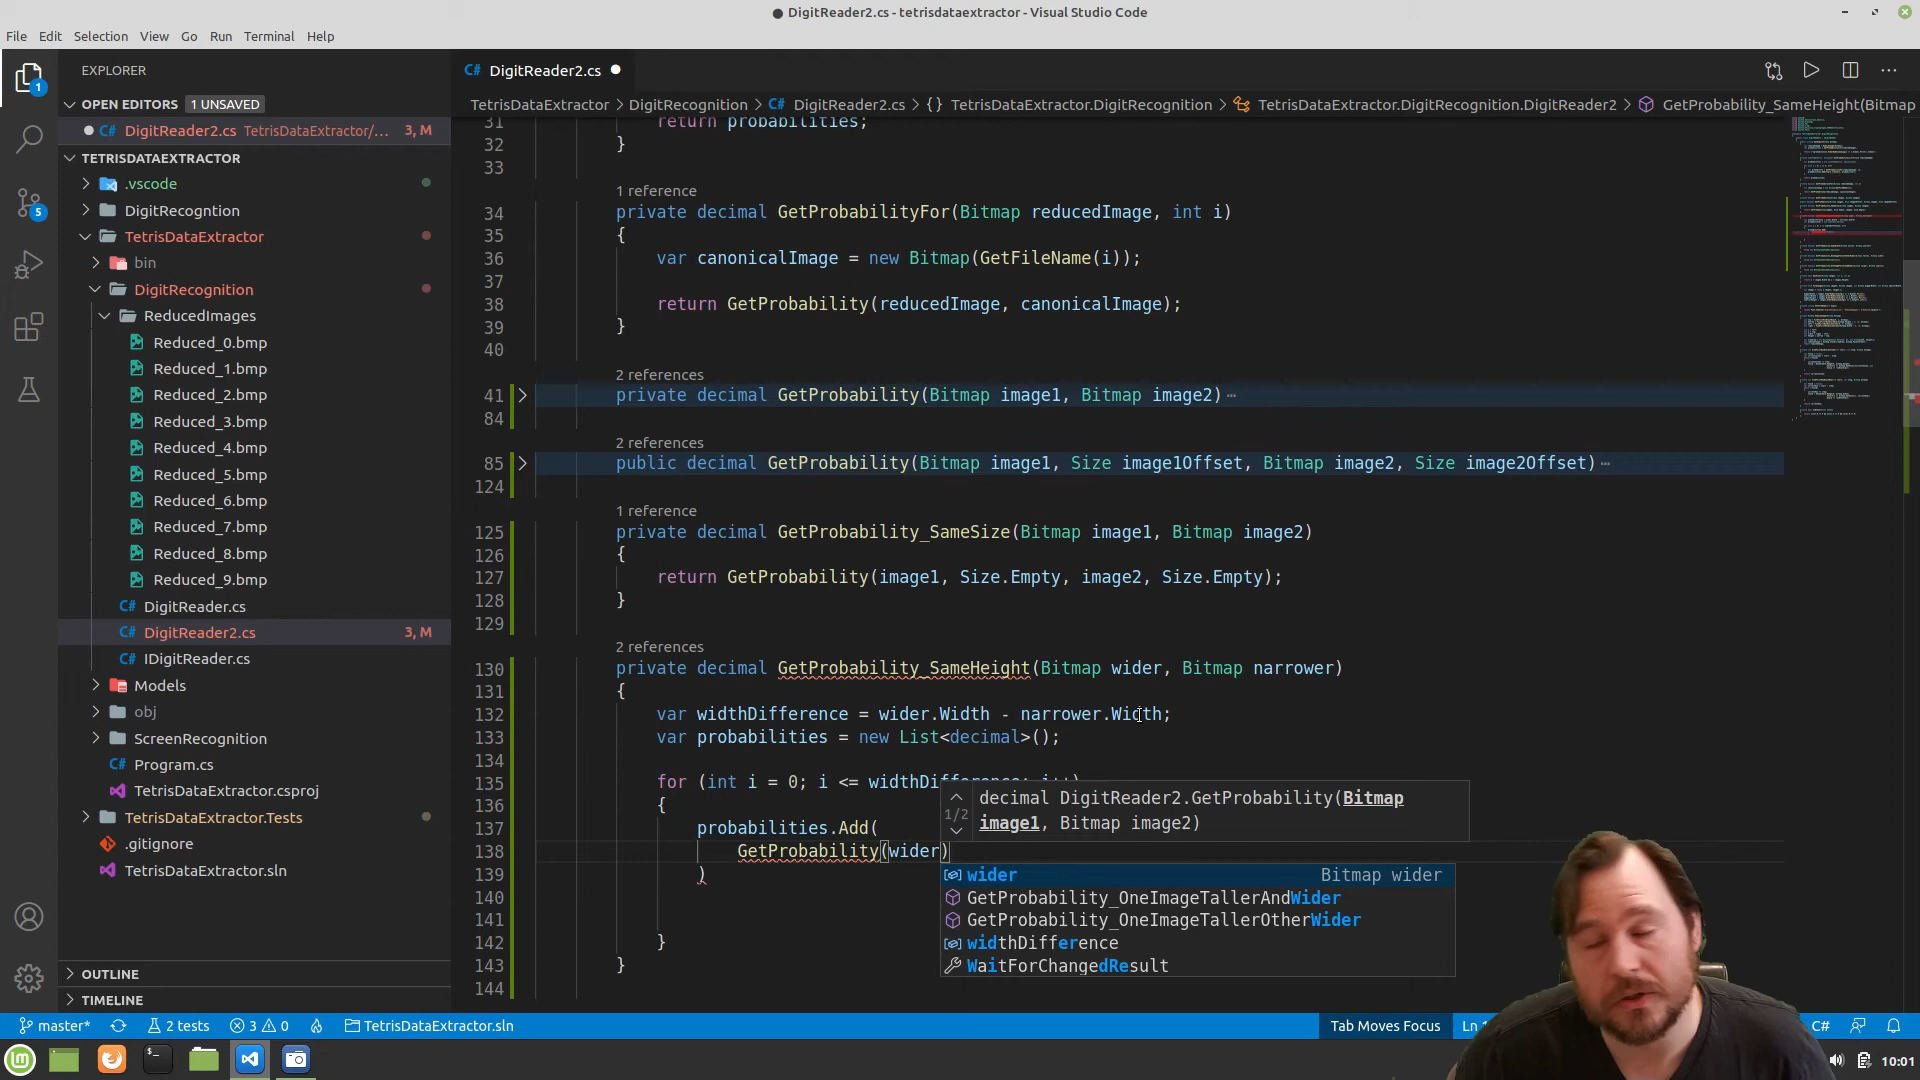 DigitReader2.cs - tetrisdataextractor - Visual Studio Code
File Edit Selection View Go Run Terminal Help
EXPLORER
OPEN EDITORS 1 UNSAVED
DigitReader2.cs TetrisDataExtractor/... 3, M
TETRISDATAEXTRACTOR
.vscode
DigitRecogntion
TetrisDataExtractor
bin
DigitRecognition
ReducedImages
Reduced_0.bmp
Reduced_1.bmp
Reduced_2.bmp
Reduced_3.bmp
Reduced_4.bmp
Reduced_5.bmp
Reduced_6.bmp
Reduced_7.bmp
Reduced_8.bmp
Reduced_9.bmp
DigitReader.cs
DigitReader2.cs 3, M
IDigitReader.cs
Models
obj
ScreenRecognition
Program.cs
TetrisDataExtractor.csproj
TetrisDataExtractor.Tests
.gitignore
TetrisDataExtractor.sln
OUTLINE
TIMELINE
1
5
DigitReader2.cs
TetrisDataExtractor > DigitRecognition > DigitReader2.cs > {} TetrisDataExtractor.DigitRecognition > TetrisDataExtractor.DigitRecognition.DigitReader2 > GetProbability_SameHeight(Bitmap
31 return probabilities;
32 }
33
1 reference
34 private decimal GetProbabilityFor(Bitmap reducedImage, int i)
35 {
36 var canonicalImage = new Bitmap(GetFileName(i));
37
38 return GetProbability(reducedImage, canonicalImage);
39 }
40
2 references
41 private decimal GetProbability(Bitmap image1, Bitmap image2)…
84
2 references
85 public decimal GetProbability(Bitmap image1, Size image1Offset, Bitmap image2, Size image2Offset)…
124
1 reference
125 private decimal GetProbability_SameSize(Bitmap image1, Bitmap image2)
126 {
127 return GetProbability(image1, Size.Empty, image2, Size.Empty);
128 }
129
2 references
130 private decimal GetProbability_SameHeight(Bitmap wider, Bitmap narrower)
131 {
132 var widthDifference = wider.Width - narrower.Width;
133 var probabilities = new List<decimal>();
134
135 for (int i = 0; i <= widthDifference; i++)
136 {
137 probabilities.Add(
138 GetProbability(wider)
139 )
140
141
142 }
143 }
144
1/2 decimal DigitReader2.GetProbability(Bitmap
image1, Bitmap image2)
wider Bitmap wider
GetProbability_OneImageTallerAndWider
GetProbability_OneImageTallerOtherWider
widthDifference
WaitForChangedResult
master* 2 tests 3 0 TetrisDataExtractor.sln Tab Moves Focus C#
10:01